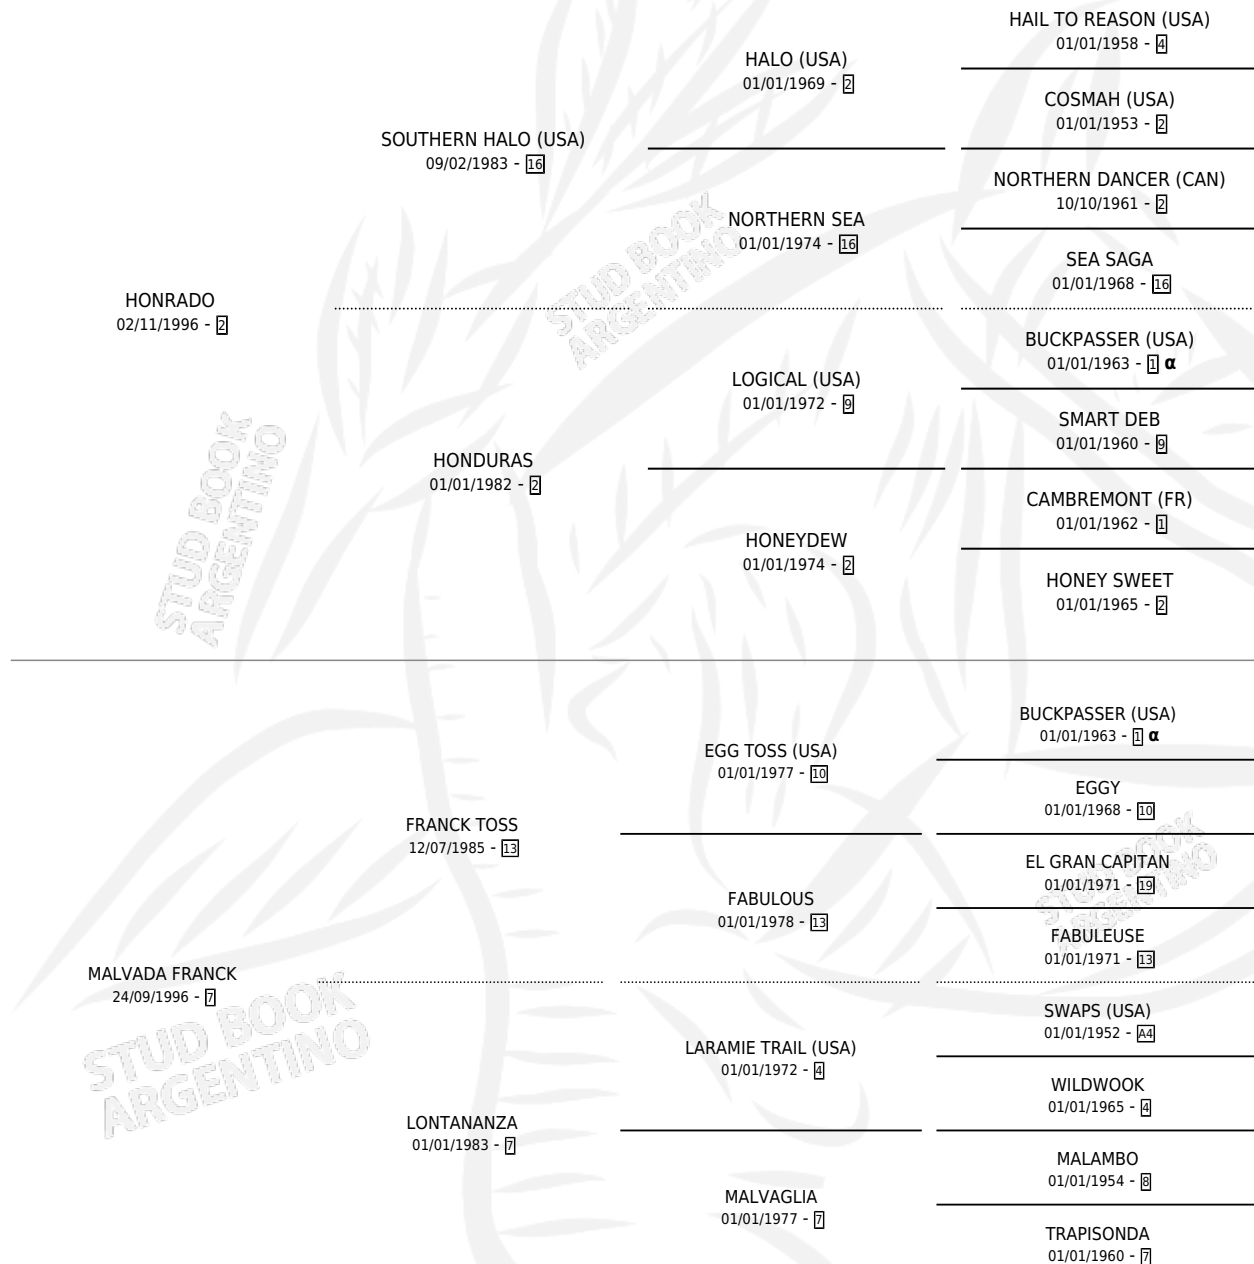 HAIL TO REASON (USA)
01/01/1958 - 4
HALO (USA)
01/01/1969 - 2
COSMAH (USA)
01/01/1953 - 2
SOUTHERN HALO (USA)
09/02/1983 - 16
NORTHERN DANCER (CAN)
10/10/1961 - 2
NORTHERN SEA
01/01/1974 - 16
SEA SAGA
01/01/1968 - 16
STUD BOOK
ARGENTINO
HONRADO
02/11/1996 - 2
BUCKPASSER (USA)
01/01/1963 - 1 α
LOGICAL (USA)
01/01/1972 - 9
SMART DEB
01/01/1960 - 9
STUD BOOK
ARGENTINO
HONDURAS
01/01/1982 - 2
CAMBREMONT (FR)
01/01/1962 - 1
HONEYDEW
01/01/1974 - 2
HONEY SWEET
01/01/1965 - 2
BUCKPASSER (USA)
01/01/1963 - 1 α
EGG TOSS (USA)
01/01/1977 - 10
EGGY
01/01/1968 - 10
FRANCK TOSS
12/07/1985 - 13
EL GRAN CAPITAN
01/01/1971 - 19
STUD BOOK
ARGENTINO
FABULOUS
01/01/1978 - 13
FABULEUSE
01/01/1971 - 13
MALVADA FRANCK
24/09/1996 - 7
STUD BOOK
ARGENTINO
SWAPS (USA)
01/01/1952 - A4
LARAMIE TRAIL (USA)
01/01/1972 - 4
WILDWOOK
01/01/1965 - 4
LONTANANZA
01/01/1983 - 7
MALAMBO
01/01/1954 - 8
MALVAGLIA
01/01/1977 - 7
TRAPISONDA
01/01/1960 - 7